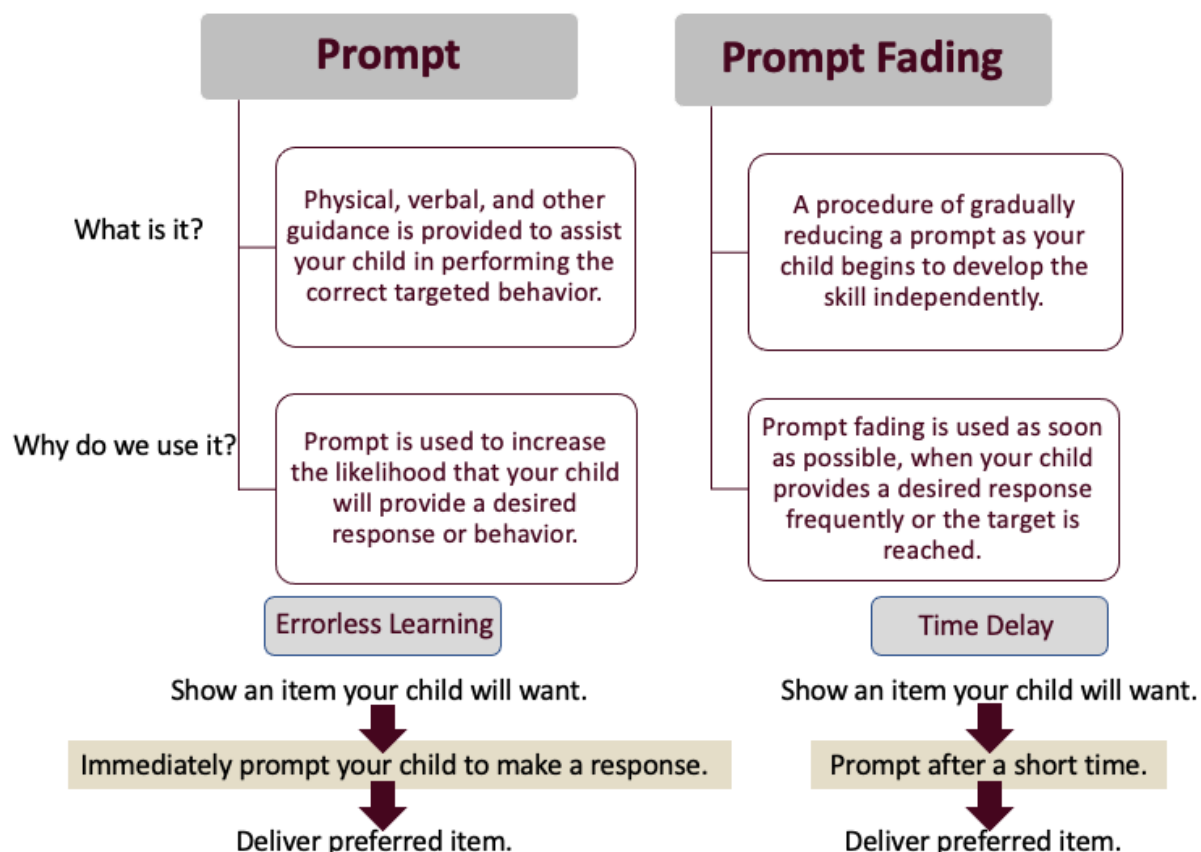 Prompt
Prompt Fading
What is it?
Physical, verbal, and other
guidance is provided to assist
your child in performing the
correct targeted behavior.
A procedure of gradually
reducing a prompt as your
child begins to develop the
skill independently.
Why do we use it?
Prompt is used to increase
the likelihood that your child
will provide a desired
response or behavior.
Prompt fading is used as soon
as possible, when your child
provides a desired response
frequently or the target is
reached.
Errorless Learning
Show an item your child will want.
Immediately prompt your child to make a response.
Deliver preferred item.
Time Delay
Show an item your child will want.
Prompt after a short time.
Deliver preferred item.